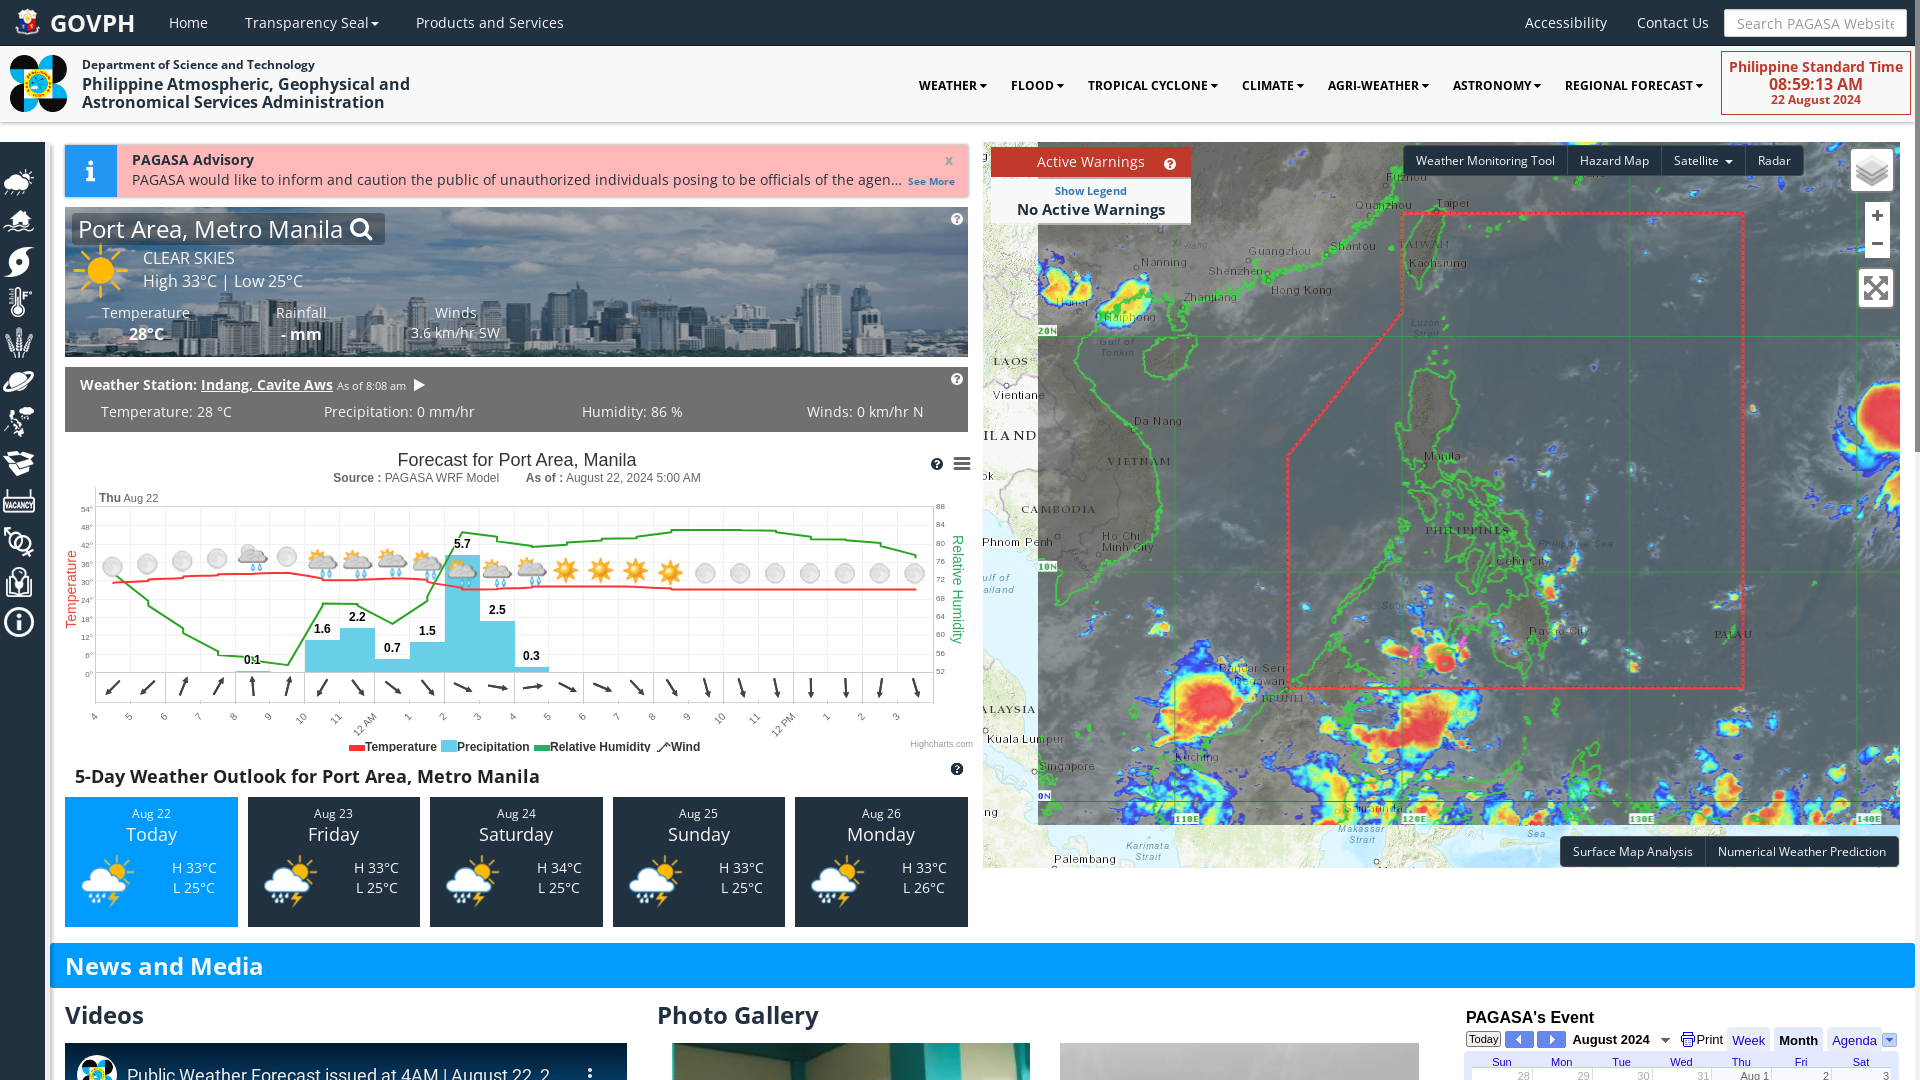 GOVPH
Home
Transparency Seal
Products and Services
Accessibility
Contact Us
Search PAGASA Website
Department of Science and Technology
Philippine Atmospheric, Geophysical and
Astronomical Services Administration
WEATHER
FLOOD
TROPICAL CYCLONE
CLIMATE
AGRI-WEATHER
ASTRONOMY
REGIONAL FORECAST
Philippine Standard Time
08:59:13 AM
22 August 2024
VACANCY
PAGASA Advisory
x
PAGASA would like to inform and caution the public of unauthorized individuals posing to be officials of the agen... See More
Port Area, Metro Manila
CLEAR SKIES
High 33°C | Low 25°C
Temperature
28°C
Rainfall
- mm
Winds
3.6 km/hr SW
Weather Station: Indang, Cavite Aws As of 8:08 am
Temperature: 28 °C
Precipitation: 0 mm/hr
Humidity: 86 %
Winds: 0 km/hr N
Forecast for Port Area, Manila
Source : PAGASA WRF Model As of : August 22, 2024 5:00 AM
Thu Aug 22
Temperature
54°
48°
42°
36°
30°
24°
18°
12°
6°
0°
0.1
1.6
2.2
0.7
1.5
5.7
2.5
0.3
88
84
80
76
72
68
64
60
56
52
Relative Humidity
4 5 6 7 8 9 10 11 12 AM 1 2 3 4 5 6 7 8 9 10 11 12 PM 1 2 3
Temperature Precipitation Relative Humidity Wind
Highcharts.com
5-Day Weather Outlook for Port Area, Metro Manila
Aug 22
Today
H 33°C
L 25°C
Aug 23
Friday
H 33°C
L 25°C
Aug 24
Saturday
H 34°C
L 25°C
Aug 25
Sunday
H 33°C
L 25°C
Aug 26
Monday
H 33°C
L 26°C
Active Warnings
Show Legend
No Active Warnings
Weather Monitoring Tool
Hazard Map
Satellite
Radar
+
−
Fuzhou
Quanzhou
Taipei
TAIWAN
Kaohsiung
Shantou
Guangzhou
Shenzhen
Hong Kong
Nanning
Zhanjiang
Hanoi
Haiphong
20N
Gulf of
Tonkin
Luzon
Strait
LAOS
Vientiane
Da Nang
VIETNAM
CAMBODIA
Phnom Penh
Ho Chi
Minh City
10N
Manila
PHILIPPINES
Philippine Sea
Cebu City
Davao City
PALAU
Bandar Seri
Begawan
BRUNEI
Kuala Lumpur
Kuching
Singapore
Samarinda
0N
110E
120E
130E
140E
Makassar
Strait
Karimata
Strait
Sea
Palembang
Surface Map Analysis
Numerical Weather Prediction
News and Media
Videos
Public Weather Forecast issued at 4AM | August 22, 2
Photo Gallery
PAGASA's Event
Today
August 2024
Print
Week
Month
Agenda
Sun Mon Tue Wed Thu Fri Sat
28 29 30 31 Aug 1 2 3